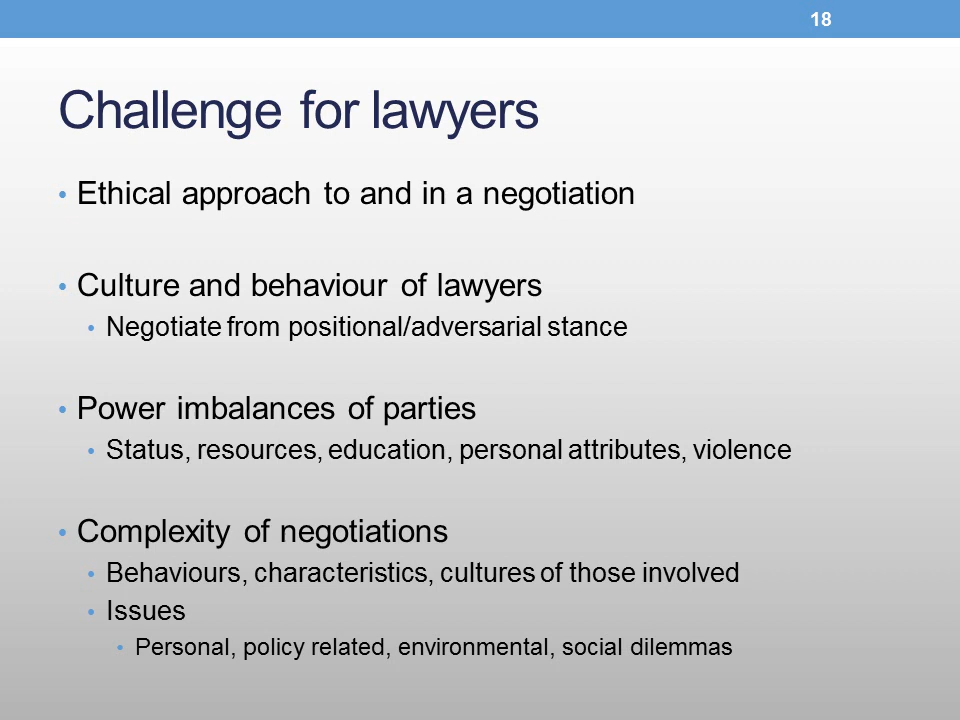 18
Challenge for lawyers
• Ethical approach to and in a negotiation
• Culture and behaviour of lawyers
• Negotiate from positional/adversarial stance
• Power imbalances of parties
• Status, resources, education, personal attributes, violence
• Complexity of negotiations
• Behaviours, characteristics, cultures of those involved
• Issues
• Personal, policy related, environmental, social dilemmas